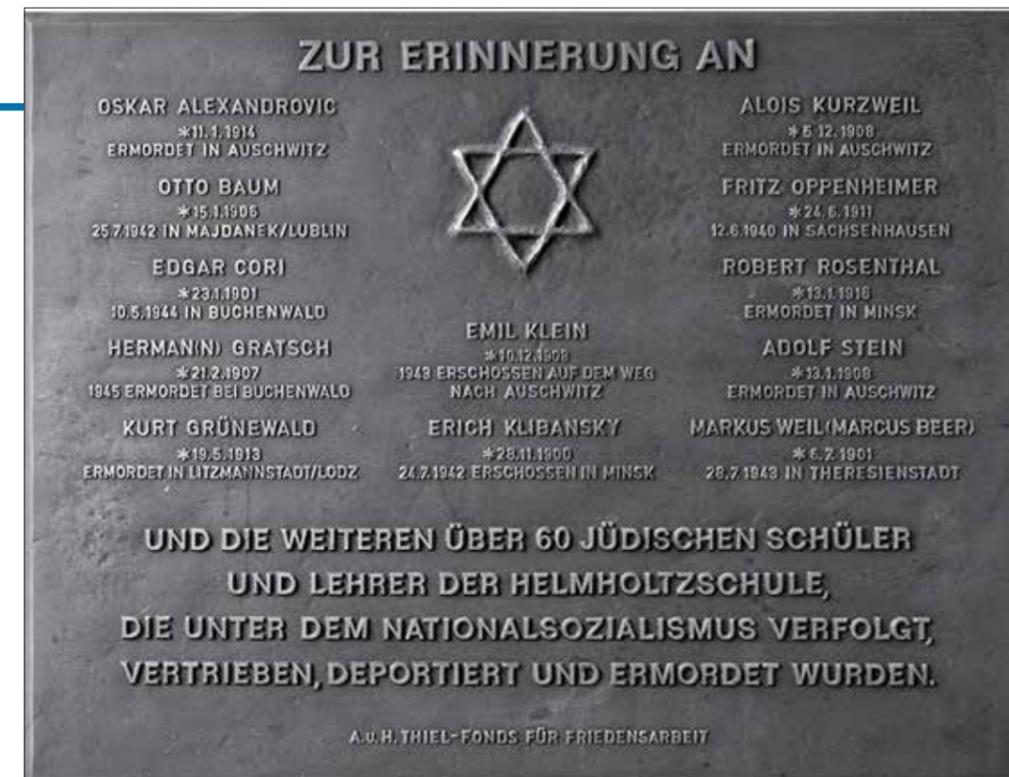 ZUR ERINNERUNG AN
OSKAR ALEXANDROVIC
*11.1.1914
ERMORDET IN AUSCHWITZ
OTTO BAUM
*15.1.1906
25.7.1942 IN MAJDANEK/LUBLIN
EDGAR CORI
*23.1.1901
10.5.1944 IN BUCHENWALD
HERMAN(N) GRATSCH
*21.2.1907
1945 ERMORDET BEI BUCHENWALD
KURT GRÜNEWALD
*19.5.1913
ERMORDET IN LITZMANNSTADT/LODZ
EMIL KLEIN
*10.12.1908
1943 ERSCHOSSEN AUF DEM WEG
NACH AUSCHWITZ
ERICH KLIBANSKY
*28.11.1900
24.7.1942 ERSCHOSSEN IN MINSK
ALOIS KURZWEIL
*5.12.1908
ERMORDET IN AUSCHWITZ
FRITZ OPPENHEIMER
*24.6.1911
12.6.1940 IN SACHSENHAUSEN
ROBERT ROSENTHAL
*13.1.1916
ERMORDET IN MINSK
ADOLF STEIN
*13.1.1908
ERMORDET IN AUSCHWITZ
MARKUS WEIL(MARCUS BEER)
*6.7.1901
28.7.1943 IN THERESIENSTADT
UND DIE WEITEREN ÜBER 60 JÜDISCHEN SCHÜLER
UND LEHRER DER HELMHOLTZSCHULE,
DIE UNTER DEM NATIONALSOZIALISMUS VERFOLGT,
VERTRIEBEN, DEPORTIERT UND ERMORDET WURDEN.
A.u.H. THIEL-FONDS FÜR FRIEDENSARBEIT